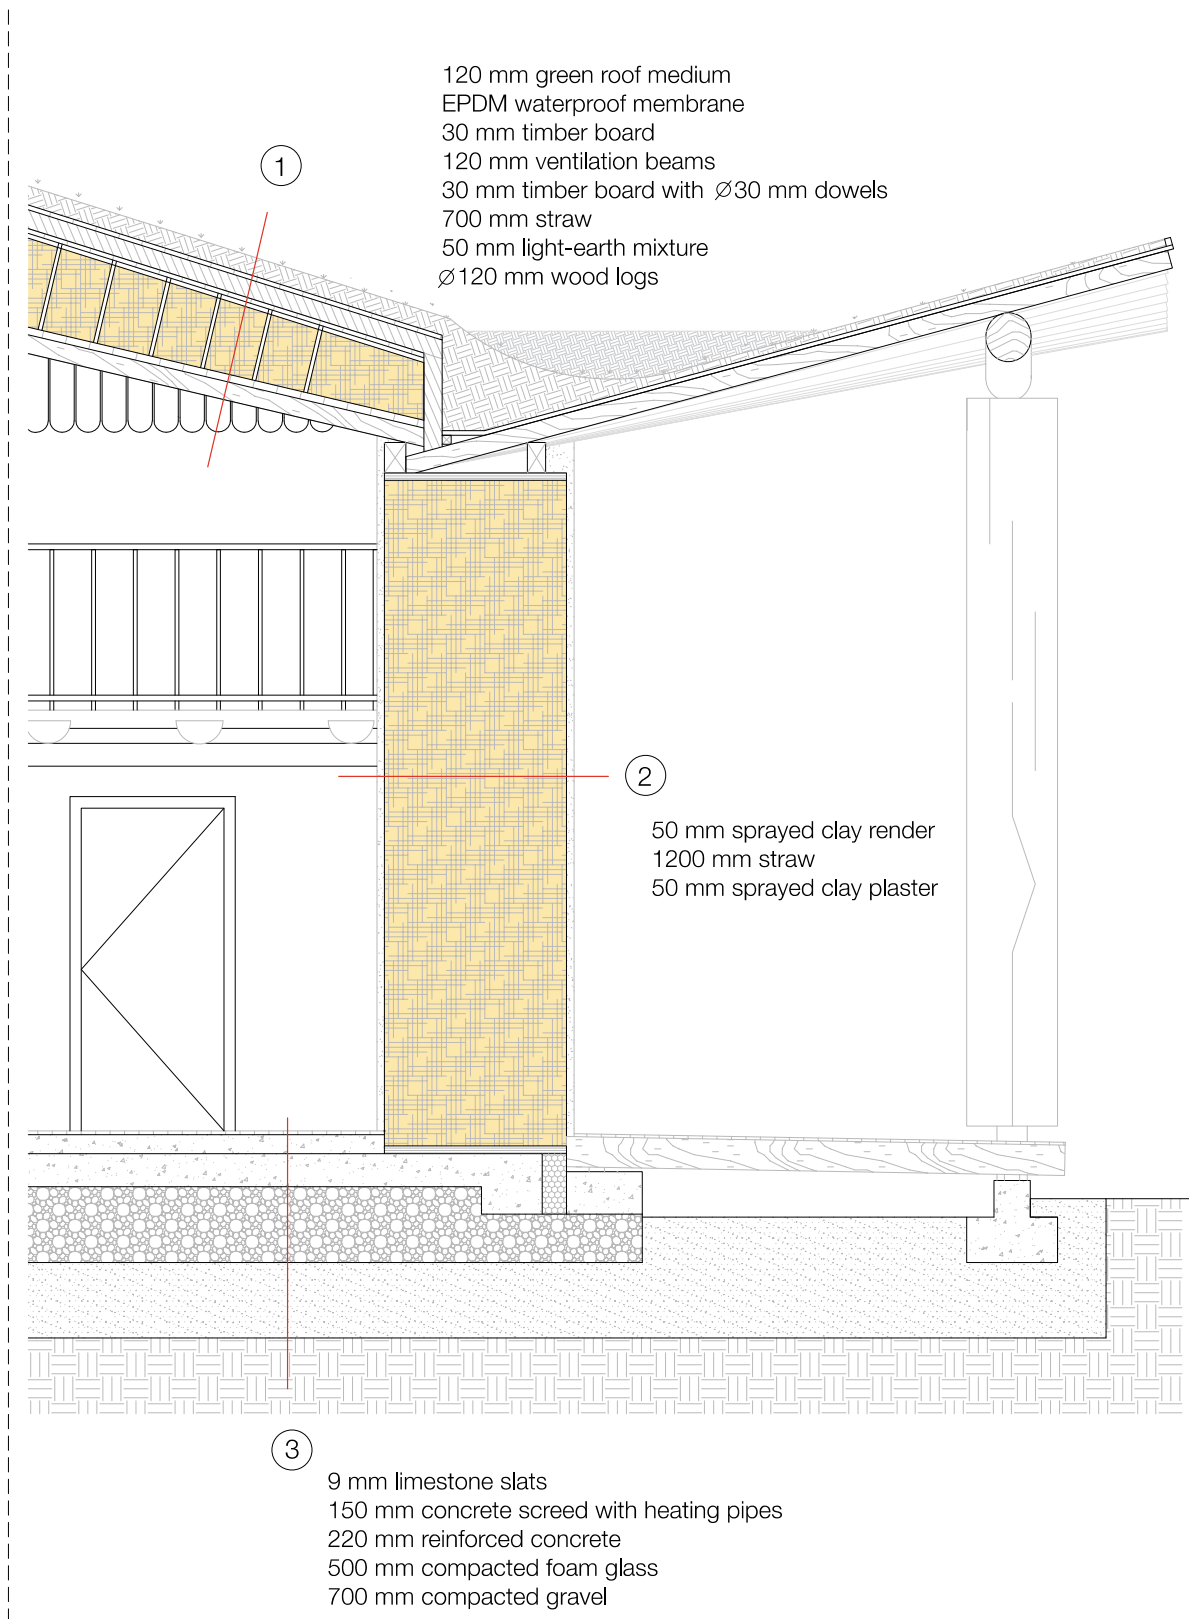 120 mm green roof medium
EPDM waterproof membrane
30 mm timber board
120 mm ventilation beams
30 mm timber board with ∅30 mm dowels
700 mm straw
50 mm light-earth mixture
∅120 mm wood logs
1
2
50 mm sprayed clay render
1200 mm straw
50 mm sprayed clay plaster
3
9 mm limestone slats
150 mm concrete screed with heating pipes
220 mm reinforced concrete
500 mm compacted foam glass
700 mm compacted gravel